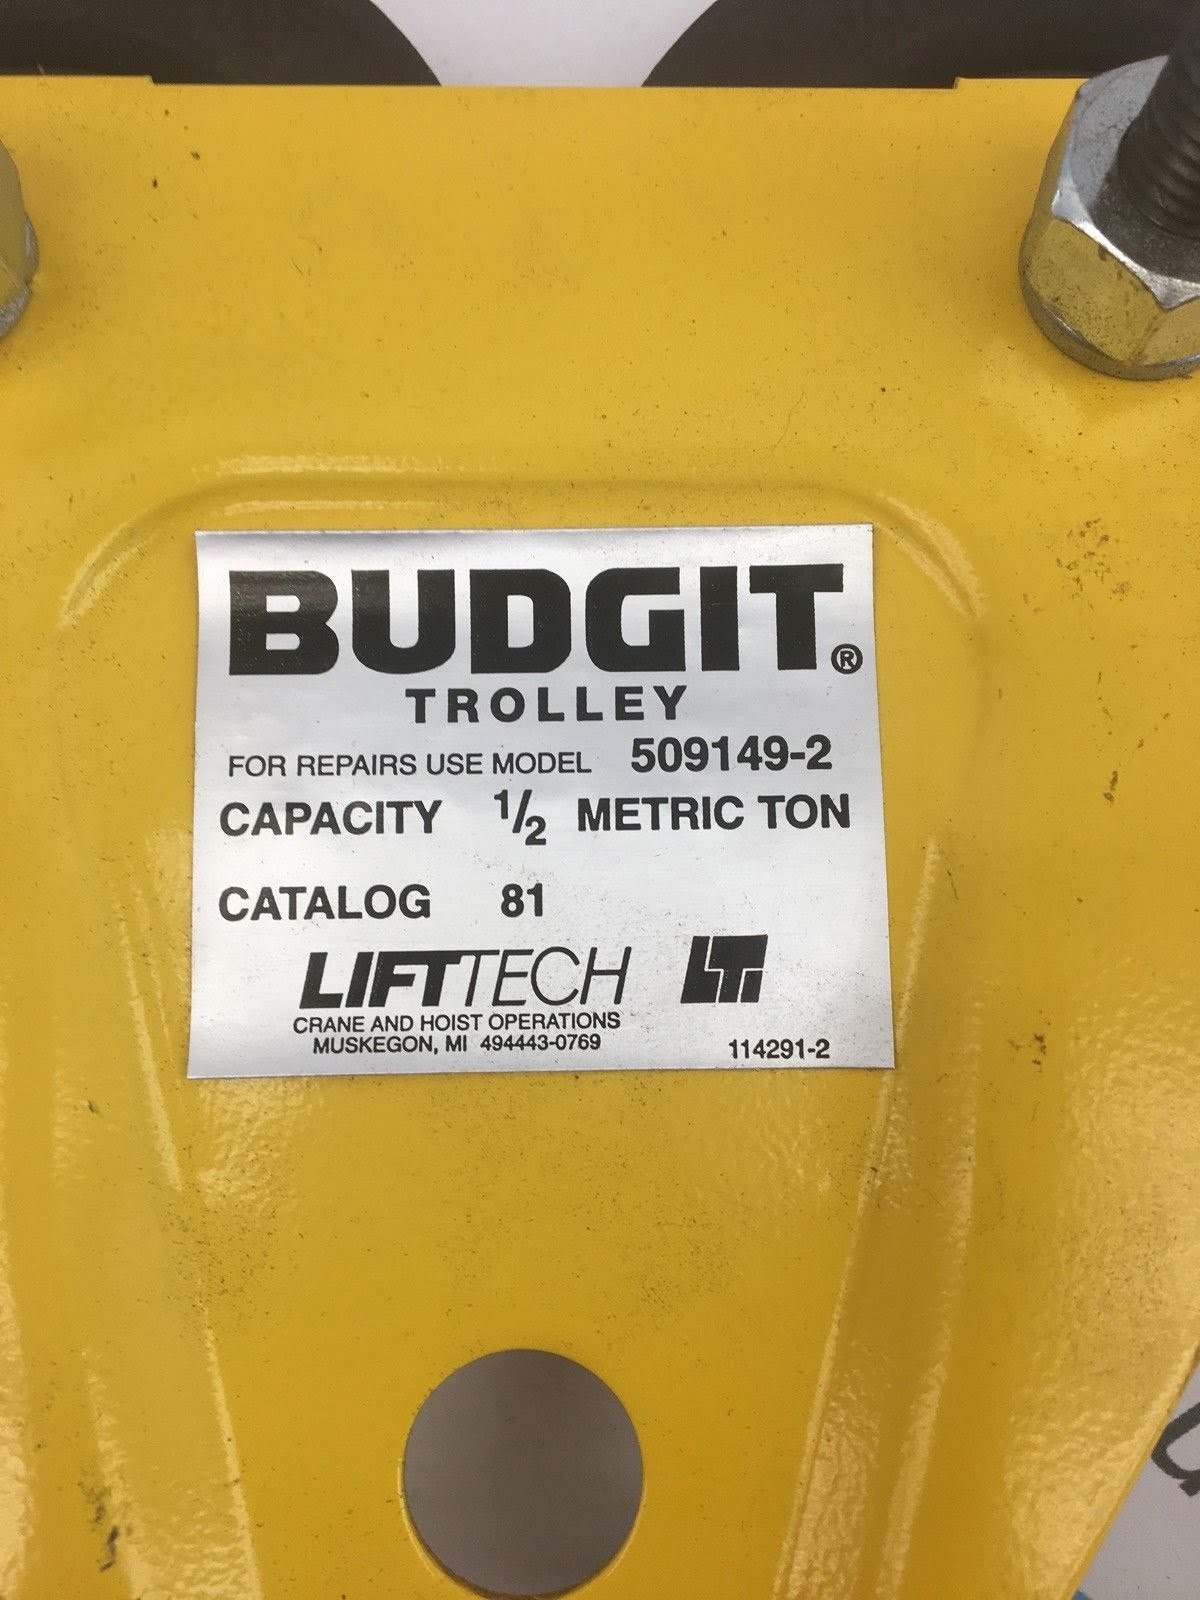 BUDGIT®
TROLLEY
FOR REPAIRS USE MODEL 509149-2
CAPACITY 1/2 METRIC TON
CATALOG 81
LIFTTECH LTI
CRANE AND HOIST OPERATIONS
MUSKEGON, MI 494443-0769
114291-2